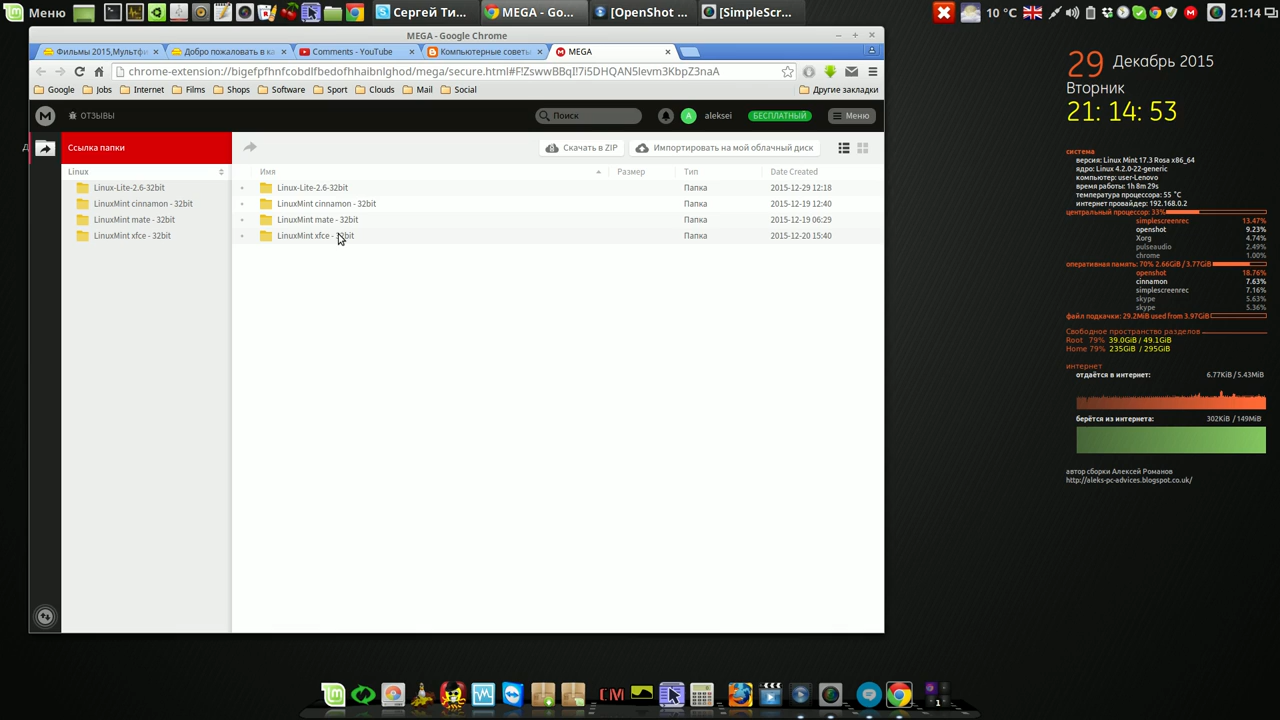 Меню
Сергей Ти...
MEGA - Go...
[OpenShot ...
[SimpleScr...
10 °C
21:14
MEGA - Google Chrome
Фильмы 2015,Мультфи
Добро пожаловать в ка
Comments - YouTube
Компьютерные советы
MEGA
chrome-extension://bigefpfhnfcobdlfbedofhhaibnlghod/mega/secure.html#F!ZswwBBqI!7i5DHQAN5Ievm3KbpZ3naA
Google
Jobs
Internet
Films
Shops
Software
Sport
Clouds
Mail
Social
Другие закладки
ОТЗЫВЫ
Поиск
A
aleksei
БЕСПЛАТНЫЙ
Меню
Ссылка папки
Скачать в ZIP
Импортировать на мой облачный диск
Linux
Имя
Размер
Тип
Date Created
Linux-Lite-2.6-32bit
LinuxMint cinnamon - 32bit
LinuxMint mate - 32bit
LinuxMint xfce - 32bit
Linux-Lite-2.6-32bit Папка 2015-12-29 12:18
LinuxMint cinnamon - 32bit Папка 2015-12-19 12:40
LinuxMint mate - 32bit Папка 2015-12-19 06:29
LinuxMint xfce - 32bit Папка 2015-12-20 15:40
29 Декабрь 2015
Вторник
21: 14: 53
система
версия: Linux Mint 17.3 Rosa x86_64
ядро: Linux 4.2.0-22-generic
компьютер: user-Lenovo
время работы: 1h 8m 29s
температура процессора: 55 °C
интернет провайдер: 192.168.0.2
центральный процессор: 33%
simplescreenrec 13.47%
openshot 9.23%
Xorg 4.74%
pulseaudio 2.49%
chrome 1.00%
оперативная память: 70% 2.66GiB / 3.77GiB
openshot 18.76%
cinnamon 7.63%
simplescreenrec 7.16%
skype 5.63%
skype 5.36%
файл подкачки: 29.2MiB used from 3.97GiB
Свободное пространство разделов
Root 79% 39.0GiB / 49.1GiB
Home 79% 235GiB / 295GiB
интернет
отдаётся в интернет: 6.77KiB / 5.43MiB
берётся из интернета: 302KiB / 149MiB
автор сборки Алексей Романов
http://aleks-pc-advices.blogspot.co.uk/
1